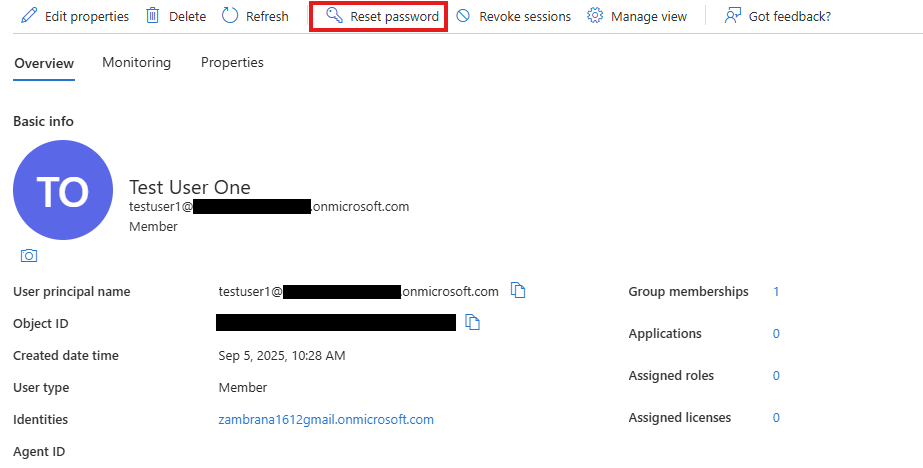 Edit properties Delete Refresh Reset password Revoke sessions Manage view Got feedback?
Overview Monitoring Properties
Basic info
TO
Test User One
testuser1@ .onmicrosoft.com
Member
User principal name testuser1@ .onmicrosoft.com Group memberships 1
Object ID
Applications 0
Created date time Sep 5, 2025, 10:28 AM
Assigned roles 0
User type Member
Identities zambrana1612gmail.onmicrosoft.com Assigned licenses 0
Agent ID